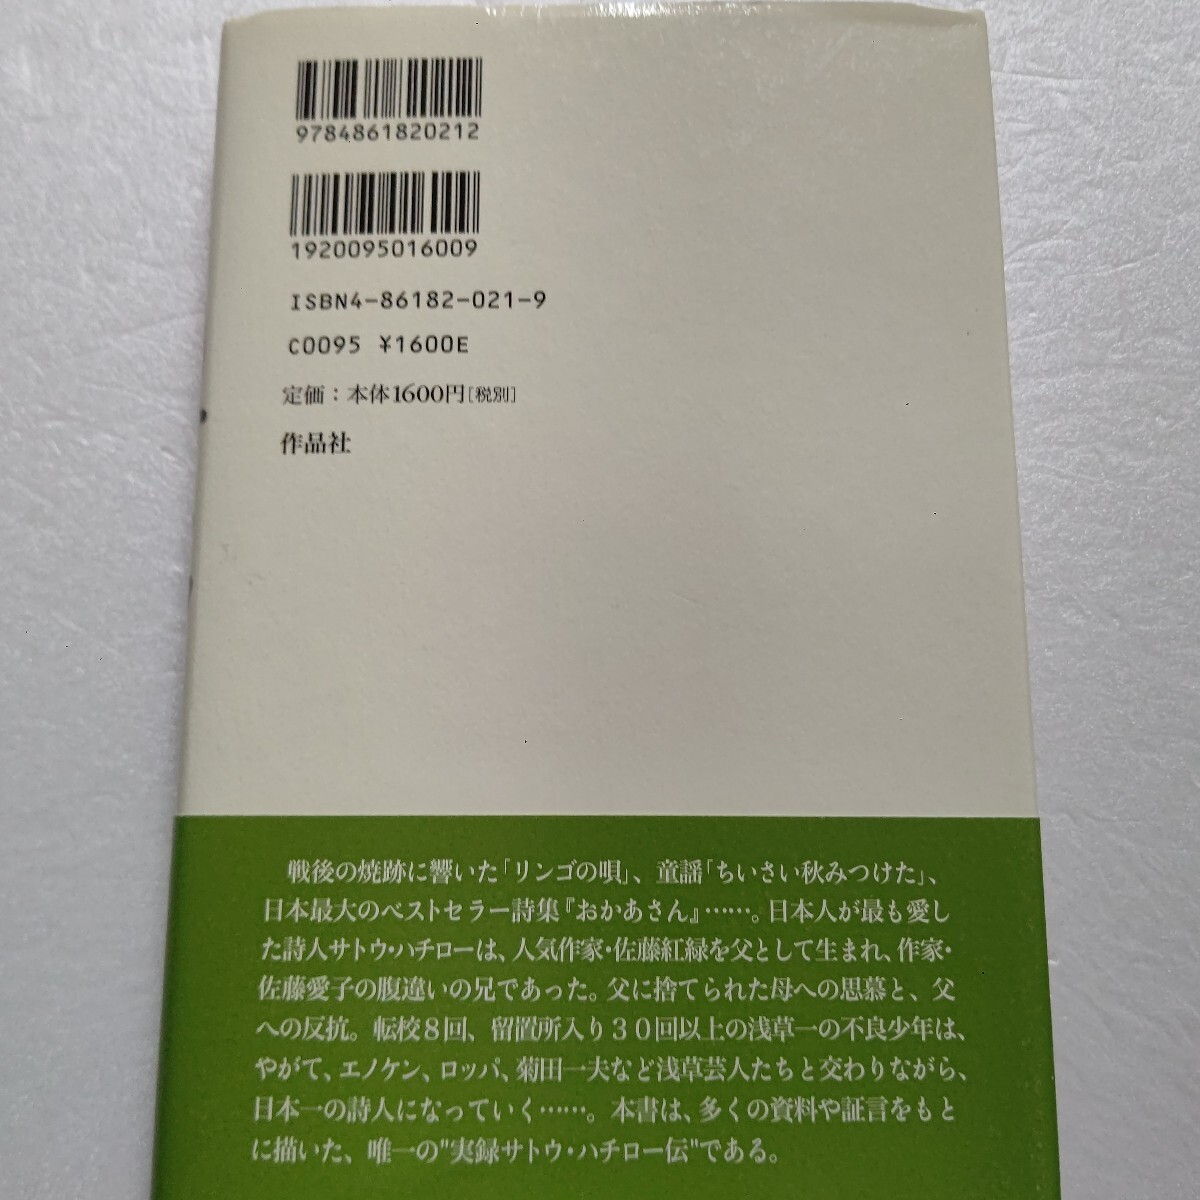 9784861820212
1920095016009
ISBN4-86182-021-9
C0095 ¥1600E
定価：本体1600円[税別]
作品社
戦後の焼跡に響いた「リンゴの唄」、童謡「ちいさい秋みつけた」、
日本最大のベストセラー詩集『おかあさん』……。日本人が最も愛し
た詩人サトウ・ハチローは、人気作家・佐藤紅緑を父として生まれ、作家・
佐藤愛子の腹違いの兄であった。父に捨てられた母への思慕と、父
への反抗。転校８回、留置所入り３０回以上の浅草一の不良少年は、
やがて、エノケン、ロッパ、菊田一夫など浅草芸人たちと交わりながら、
日本一の詩人になっていく……。本書は、多くの資料や証言をもと
に描いた、唯一の"実録サトウ・ハチロー伝"である。